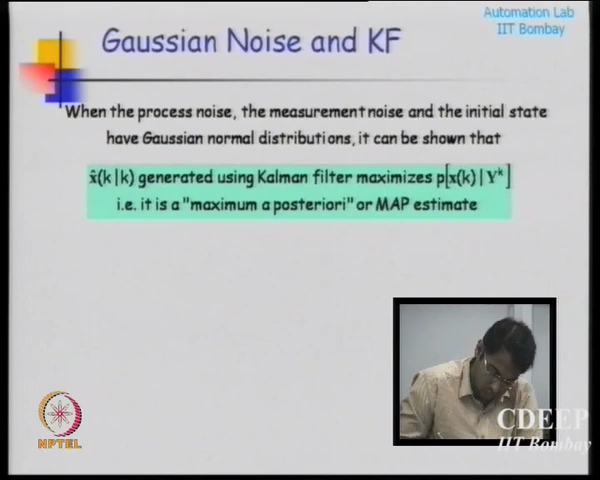 Automation Lab
IIT Bombay
Gaussian Noise and KF
When the process noise, the measurement noise and the initial state
have Gaussian normal distributions, it can be shown that
x̂(k|k) generated using Kalman filter maximizes p[x(k)|Yᵏ]
i.e. it is a "maximum a posteriori" or MAP estimate
NPTEL
CDEEP
IIT Bombay